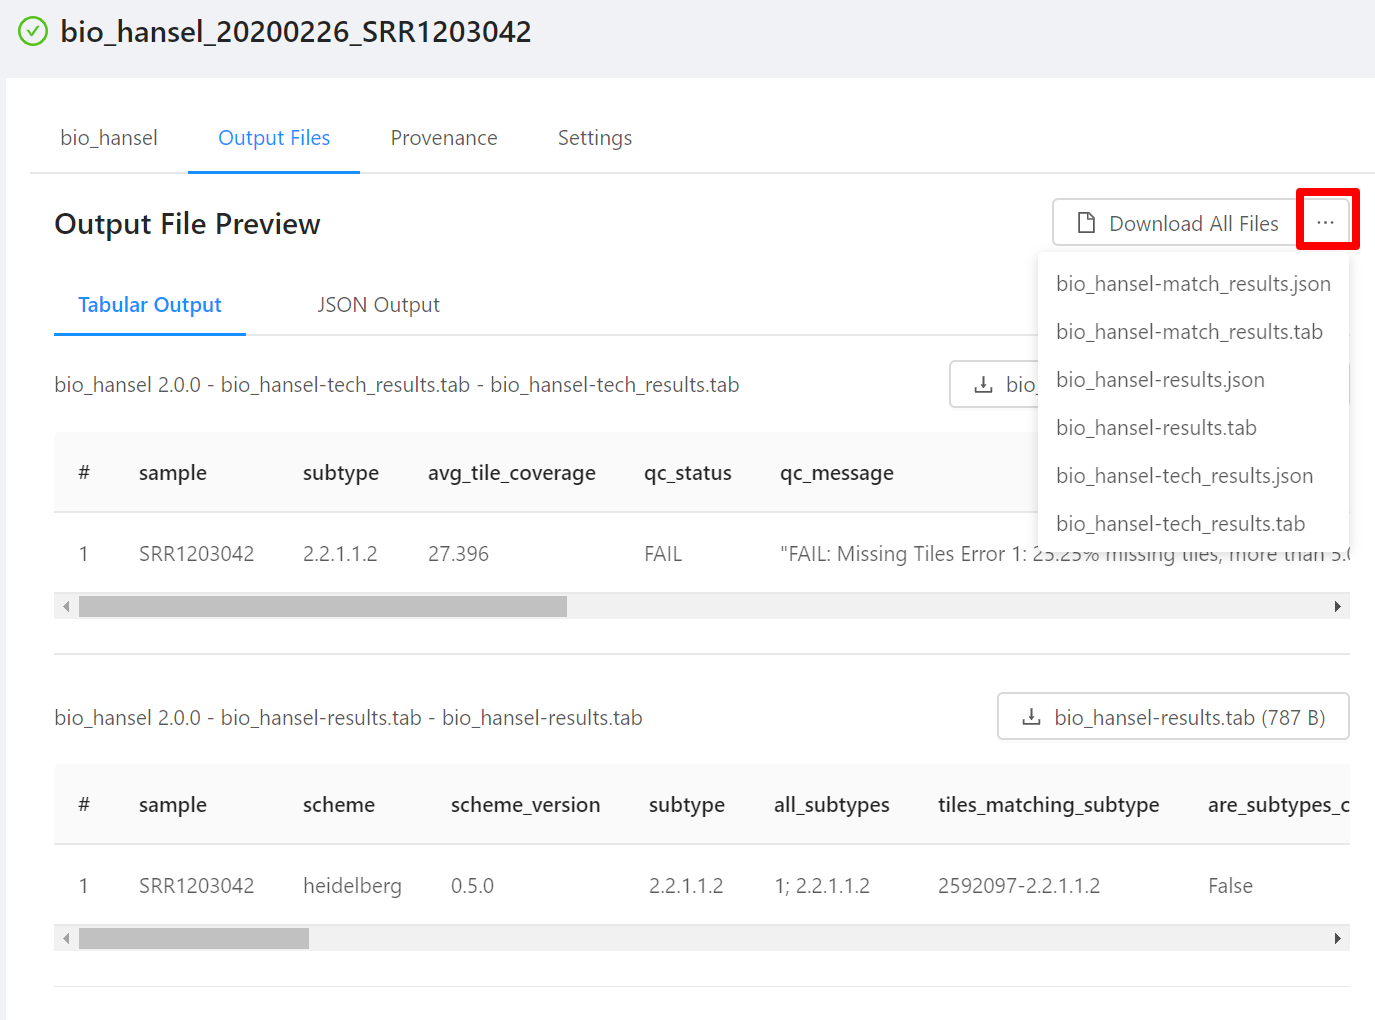 bio_hansel_20200226_SRR1203042
bio_hansel Output Files Provenance Settings
Output File Preview
Download All Files ...
bio_hansel-match_results.json
bio_hansel-match_results.tab
bio_hansel-results.json
bio_hansel-results.tab
bio_hansel-tech_results.json
bio_hansel-tech_results.tab
Tabular Output JSON Output
bio_hansel 2.0.0 - bio_hansel-tech_results.tab - bio_hansel-tech_results.tab bio_
# sample subtype avg_tile_coverage qc_status qc_message
1 SRR1203042 2.2.1.1.2 27.396 FAIL "FAIL: Missing Tiles Error 1: 25.25% missing tiles, more than 5.0
bio_hansel 2.0.0 - bio_hansel-results.tab - bio_hansel-results.tab bio_hansel-results.tab (787 B)
# sample scheme scheme_version subtype all_subtypes tiles_matching_subtype are_subtypes_c
1 SRR1203042 heidelberg 0.5.0 2.2.1.1.2 1; 2.2.1.1.2 2592097-2.2.1.1.2 False